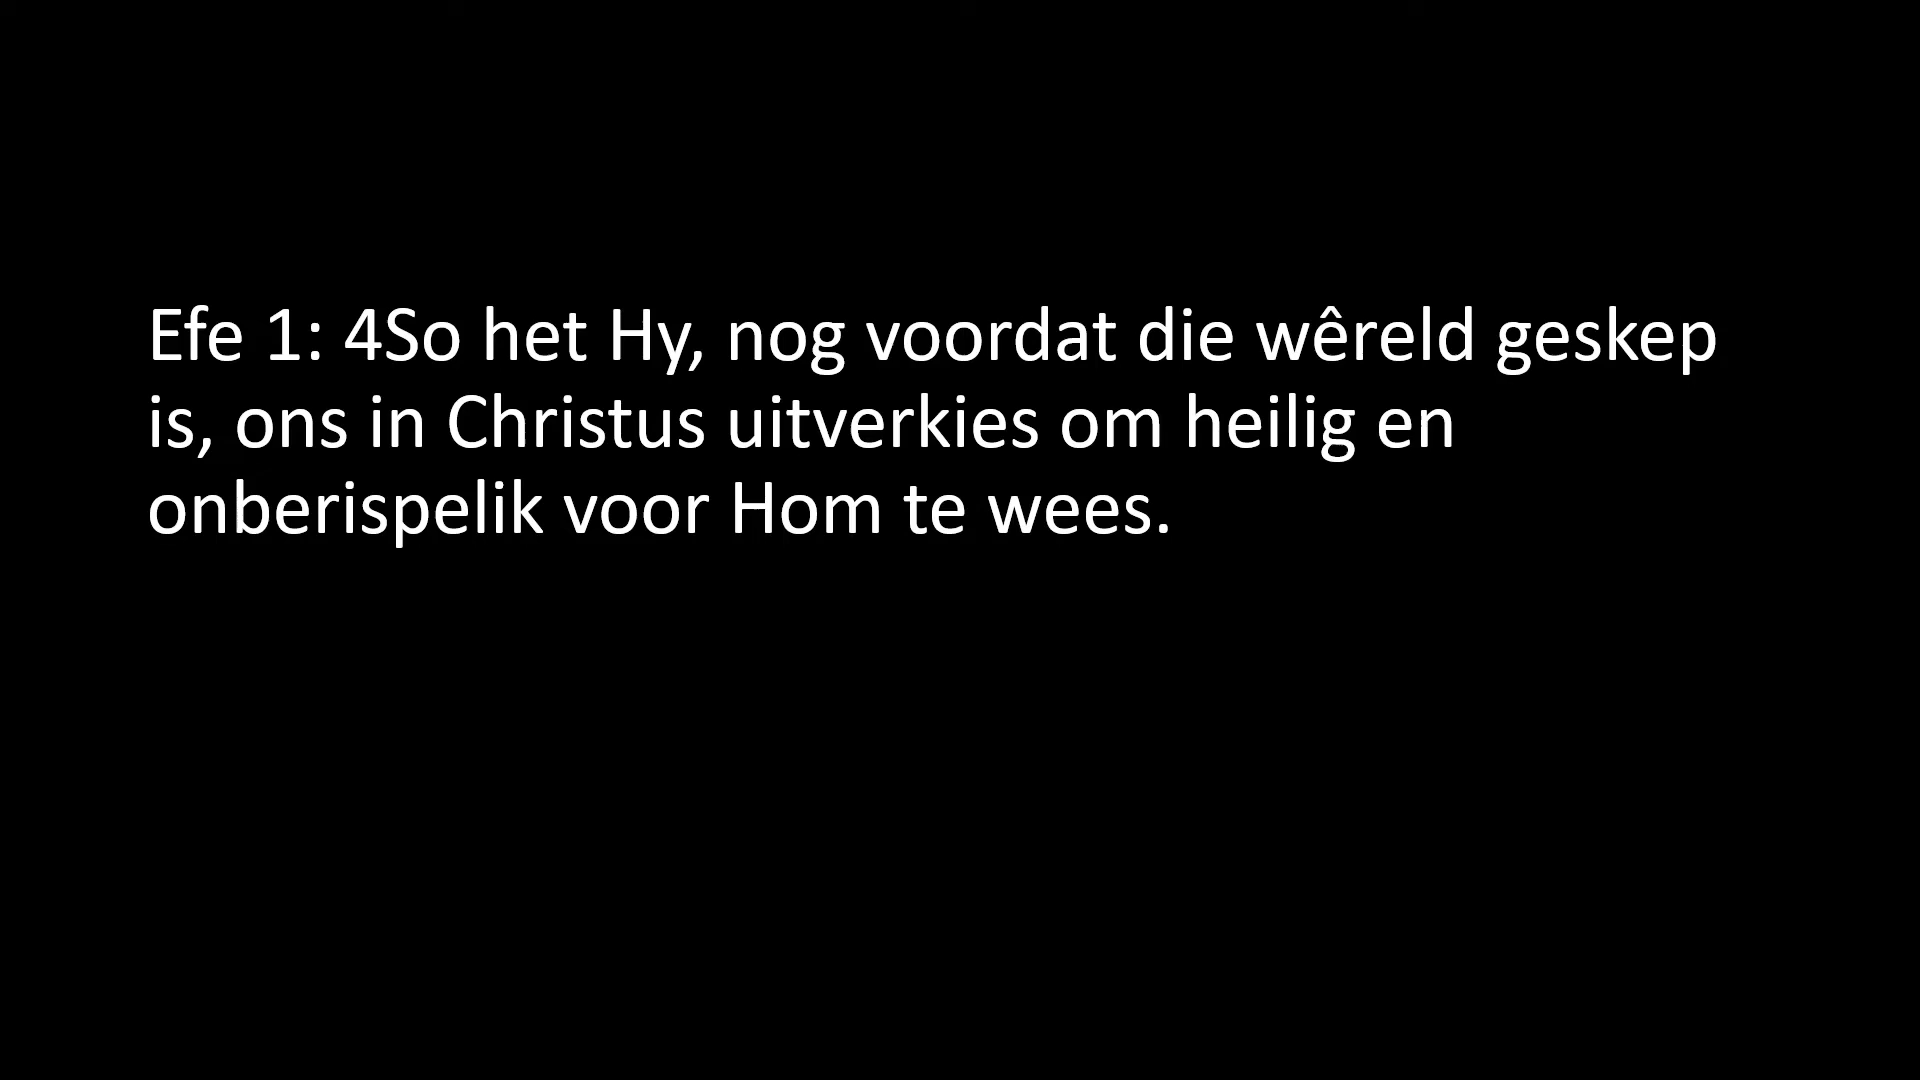 Efe 1: 4So het Hy, nog voordat die wêreld geskep
is, ons in Christus uitverkies om heilig en
onberispelik voor Hom te wees.